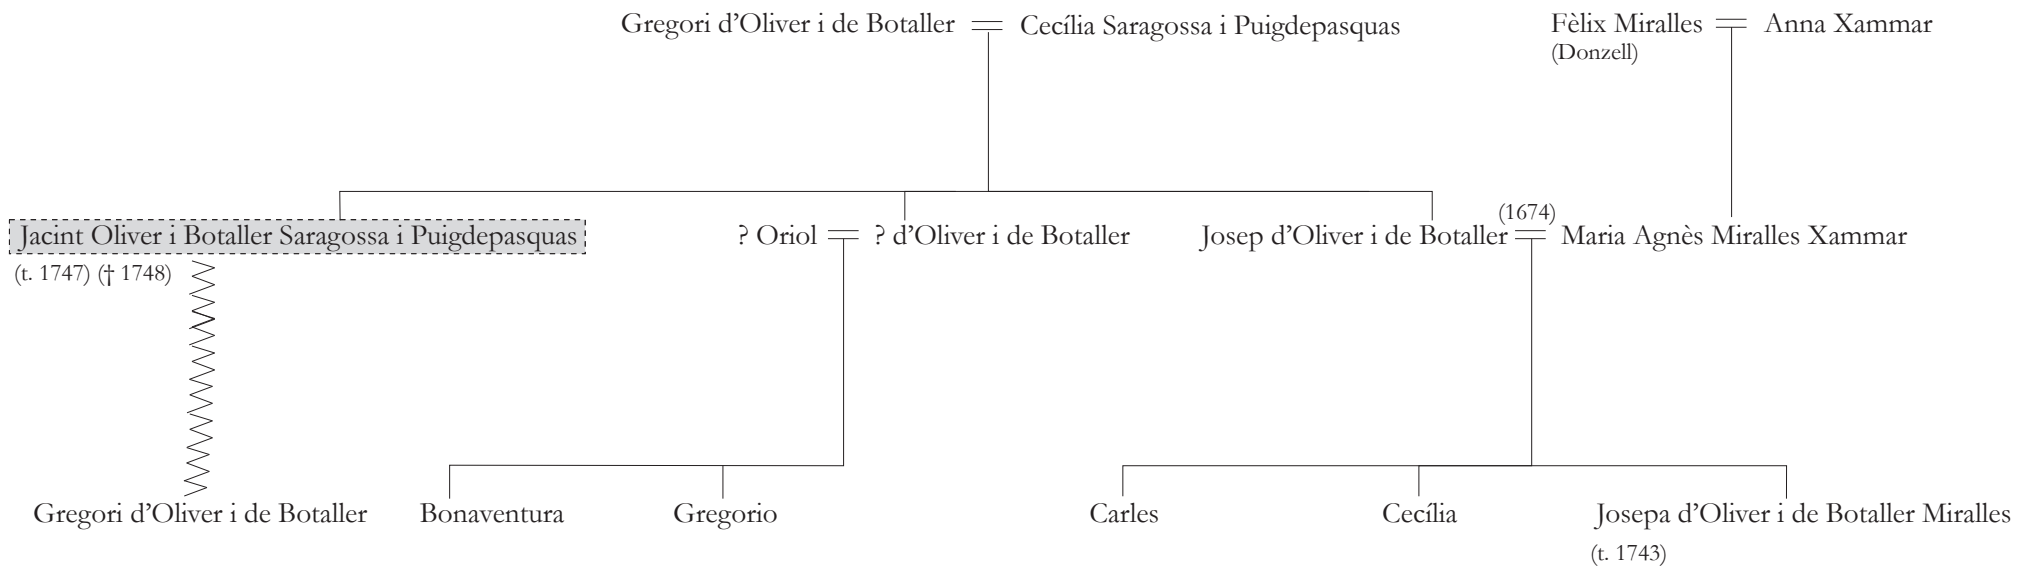 Gregori d’Oliver i de Botaller
Cecília Saragossa i Puigdepasquas
Fèlix Miralles
(Donzell)
Anna Xammar
Jacint Oliver i Botaller Saragossa i Puigdepasquas
(t. 1747) († 1748)
? Oriol
? d’Oliver i de Botaller
Josep d’Oliver i de Botaller
(1674)
Maria Agnès Miralles Xammar
Gregori d’Oliver i de Botaller
Bonaventura
Gregorio
Carles
Cecília
Josepa d’Oliver i de Botaller Miralles
(t. 1743)